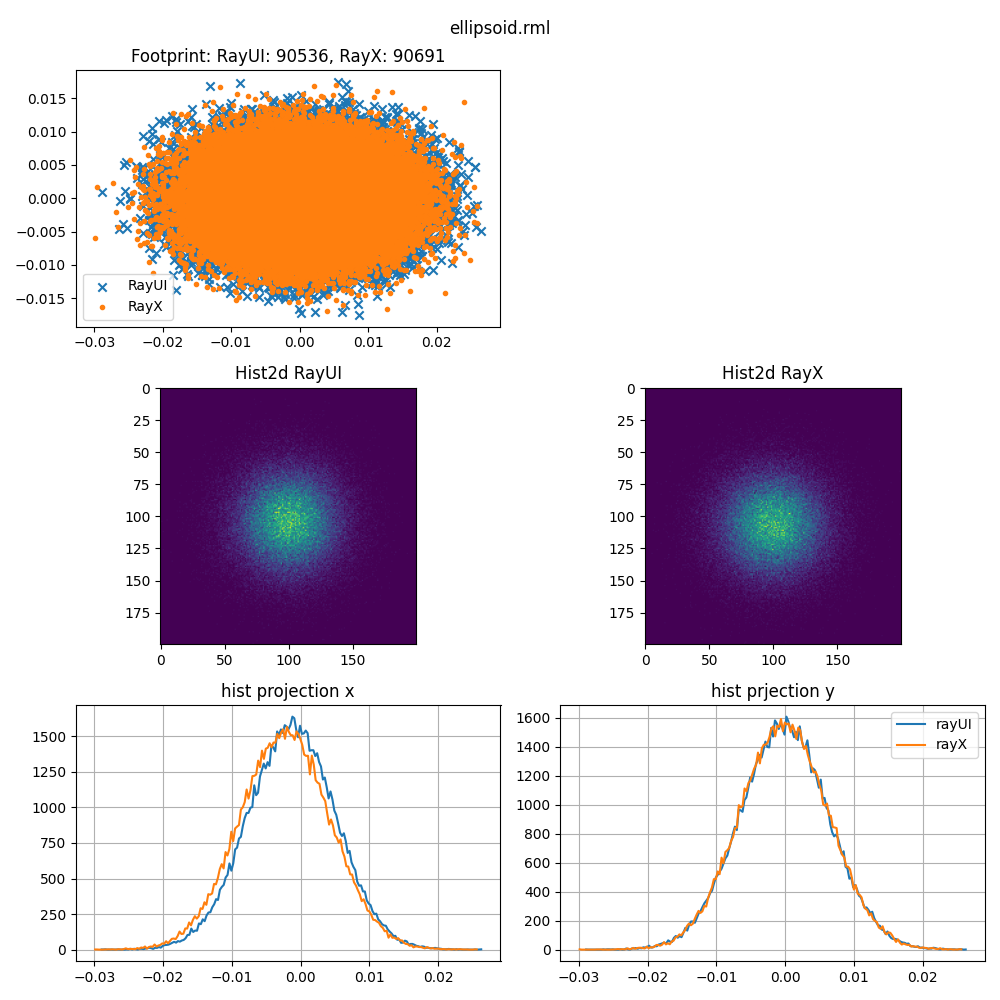 ellipsoid.rml
Footprint: RayUI: 90536, RayX: 90691
0.015
0.010
0.005
0.000
−0.005
−0.010
−0.015
RayUI
RayX
−0.03 −0.02 −0.01 0.00 0.01 0.02
Hist2d RayUI
0
25
50
75
100
125
150
175
0 50 100 150
Hist2d RayX
0
25
50
75
100
125
150
175
0 50 100 150
hist projection x
1500
1250
1000
750
500
250
0
−0.03 −0.02 −0.01 0.00 0.01 0.02
hist prjection y
1600
1400
1200
1000
800
600
400
200
0
rayUI
rayX
−0.03 −0.02 −0.01 0.00 0.01 0.02